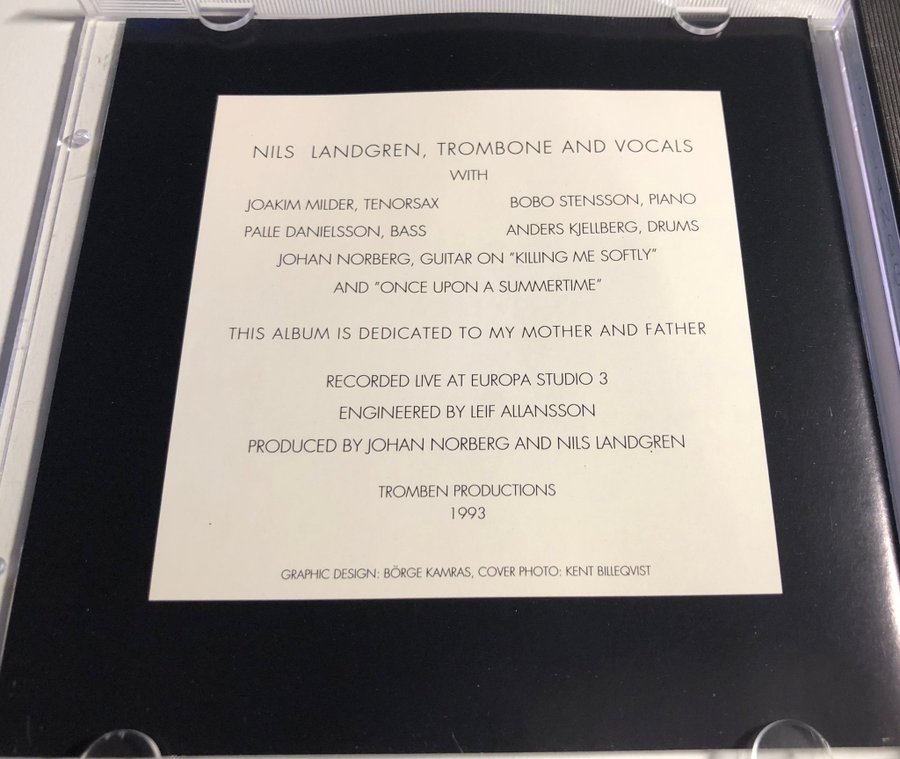 NILS LANDGREN, TROMBONE AND VOCALS
WITH
JOAKIM MILDER, TENORSAX BOBO STENSSON, PIANO
PALLE DANIELSSON, BASS ANDERS KJELLBERG, DRUMS
JOHAN NORBERG, GUITAR ON "KILLING ME SOFTLY"
AND "ONCE UPON A SUMMERTIME"
THIS ALBUM IS DEDICATED TO MY MOTHER AND FATHER
RECORDED LIVE AT EUROPA STUDIO 3
ENGINEERED BY LEIF ALLANSSON
PRODUCED BY JOHAN NORBERG AND NILS LANDGREN
TROMBEN PRODUCTIONS
1993
GRAPHIC DESIGN: BÖRGE KAMRAS, COVER PHOTO: KENT BILLEQVIST